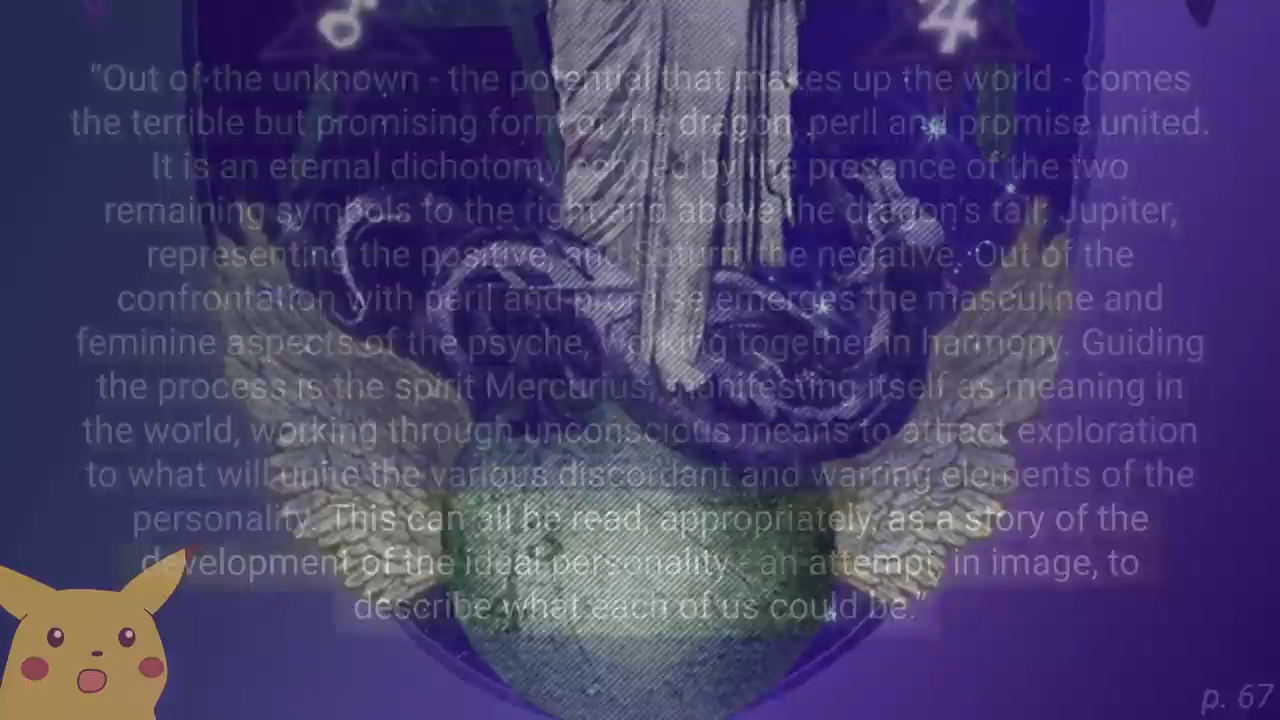 "Out of the unknown - the potential that makes up the world - comes
the terrible but promising form of the dragon, peril and promise united.
It is an eternal dichotomy, echoed by the presence of the two
remaining symbols to the right and above the dragon's tail: Jupiter,
representing the positive, and Saturn, the negative. Out of the
confrontation with peril and promise emerges the masculine and
feminine aspects of the psyche, working together in harmony. Guiding
the process is the spirit Mercurius, manifesting itself as meaning in
the world, working through unconscious means to attract exploration
to what will unite the various discordant and warring elements of the
personality. This can all be read, appropriately, as a story of the
development of the ideal personality - an attempt, in image, to
describe what each of us could be."
p. 67